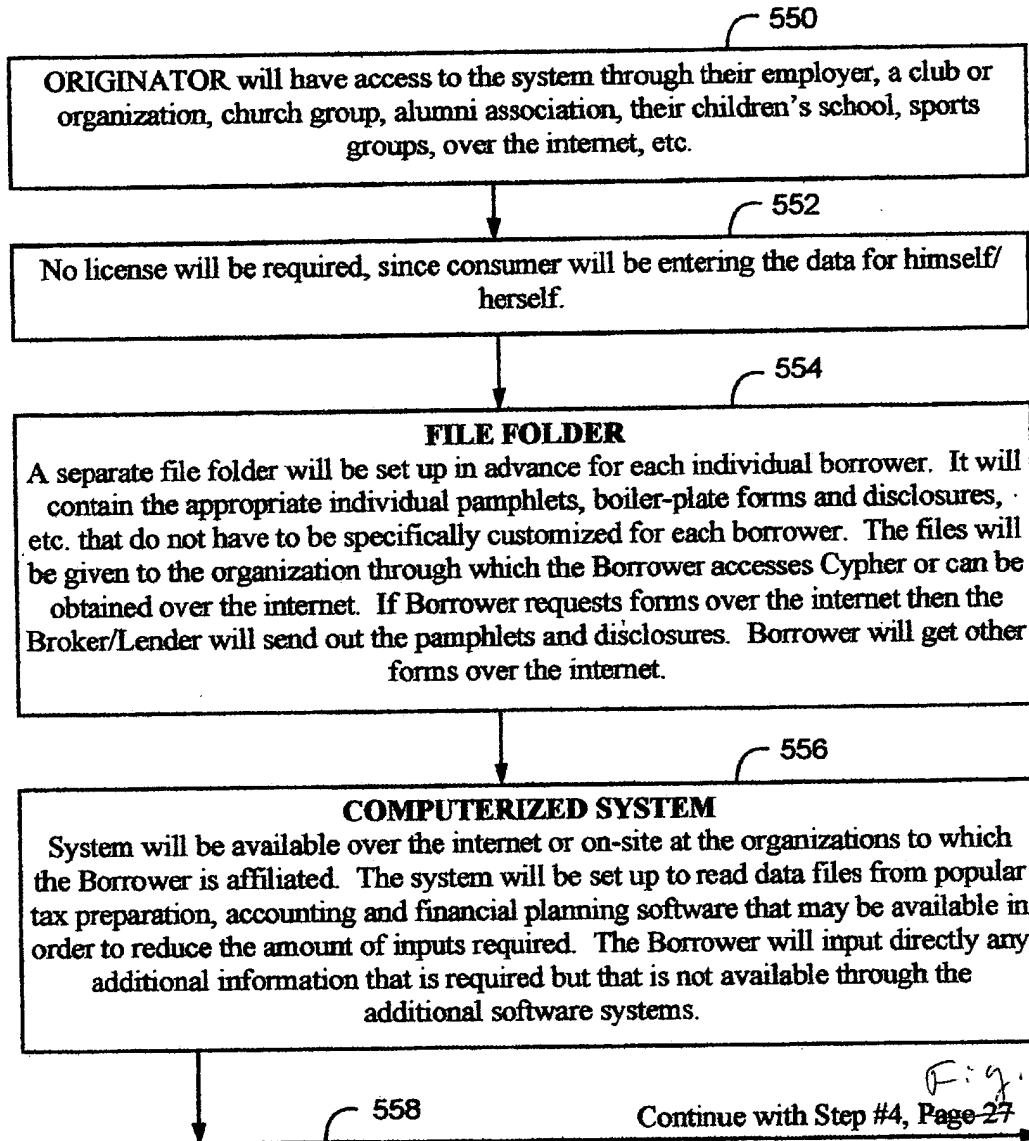 550
ORIGINATOR will have access to the system through their employer, a club or
organization, church group, alumni association, their children's school, sports
groups, over the internet, etc.
552
No license will be required, since consumer will be entering the data for himself/
herself.
554
FILE FOLDER
A separate file folder will be set up in advance for each individual borrower. It will
contain the appropriate individual pamphlets, boiler-plate forms and disclosures,
etc. that do not have to be specifically customized for each borrower. The files will
be given to the organization through which the Borrower accesses Cypher or can be
obtained over the internet. If Borrower requests forms over the internet then the
Broker/Lender will send out the pamphlets and disclosures. Borrower will get other
forms over the internet.
556
COMPUTERIZED SYSTEM
System will be available over the internet or on-site at the organizations to which
the Borrower is affiliated. The system will be set up to read data files from popular
tax preparation, accounting and financial planning software that may be available in
order to reduce the amount of inputs required. The Borrower will input directly any
additional information that is required but that is not available through the
additional software systems.
Fig.
558
Continue with Step #4, Page 27